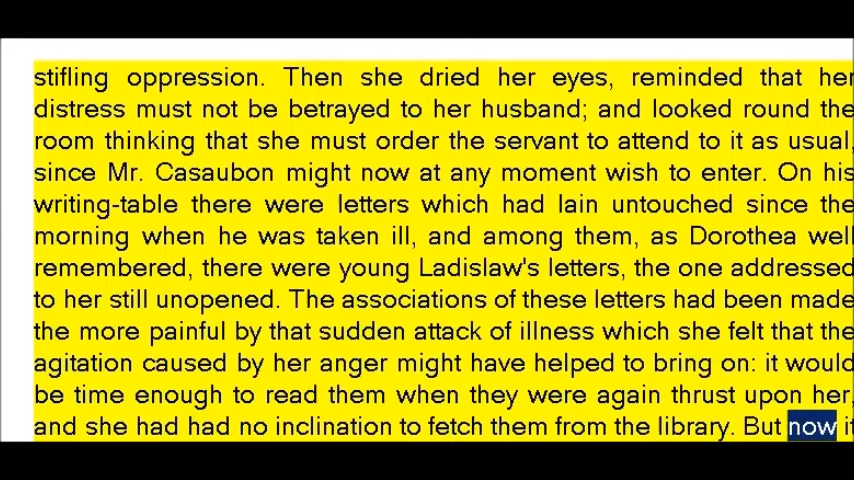 stifling oppression. Then she dried her eyes, reminded that her
distress must not be betrayed to her husband; and looked round the
room thinking that she must order the servant to attend to it as usual,
since Mr. Casaubon might now at any moment wish to enter. On his
writing-table there were letters which had lain untouched since the
morning when he was taken ill, and among them, as Dorothea well
remembered, there were young Ladislaw's letters, the one addressed
to her still unopened. The associations of these letters had been made
the more painful by that sudden attack of illness which she felt that the
agitation caused by her anger might have helped to bring on: it would
be time enough to read them when they were again thrust upon her,
and she had had no inclination to fetch them from the library. But now it